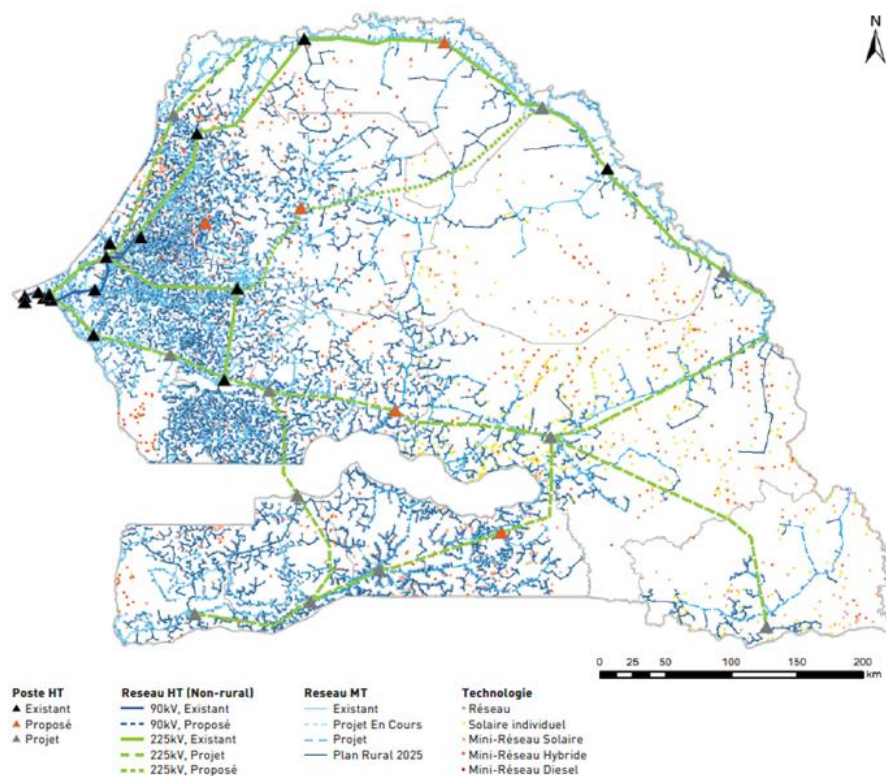 N
0 25 50 100 150 200
km
Poste HT
Existant
Proposé
Projet
Reseau HT (Non-rural)
90kV, Existant
90kV, Proposé
225kV, Existant
225kV, Projet
225kV, Proposé
Reseau MT
Existant
Projet En Cours
Projet
Plan Rural 2025
Technologie
Réseau
Solaire individuel
Mini-Réseau Solaire
Mini-Réseau Hybride
Mini-Réseau Diesel